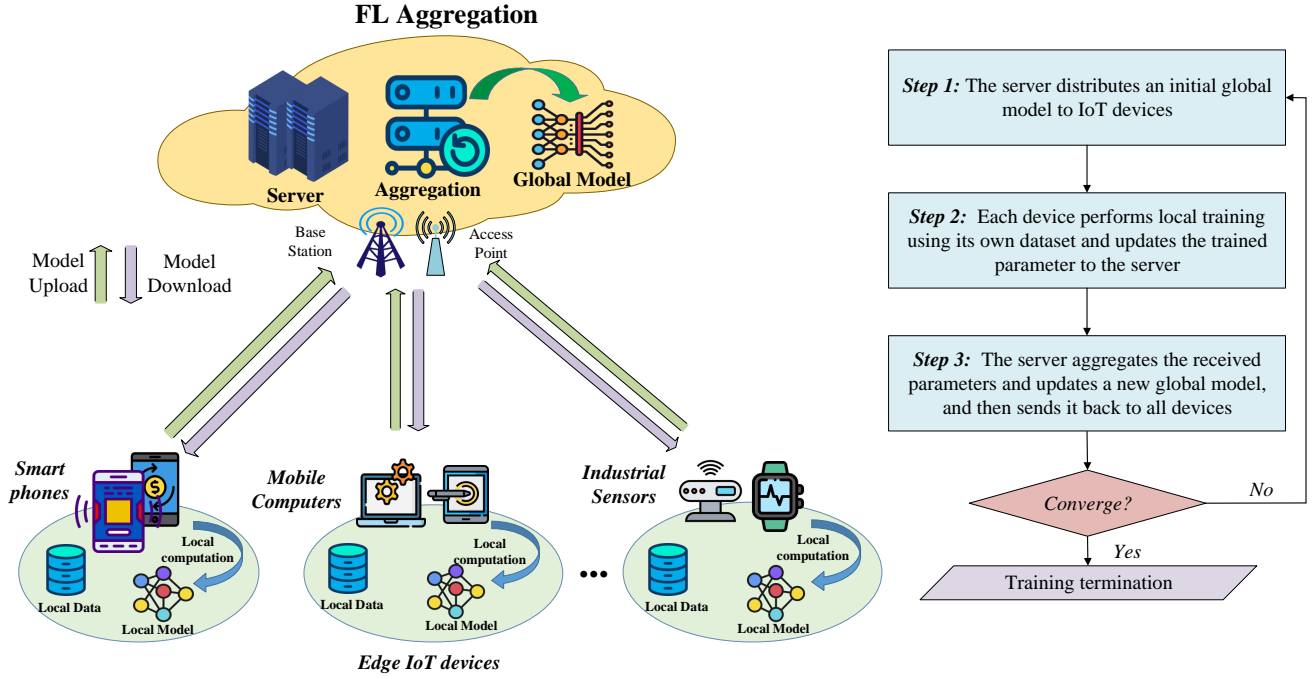 FL Aggregation
Server
Aggregation
Global Model
Base
Station
Access
Point
Model
Upload
Model
Download
Smart
phones
Mobile
Computers
Industrial
Sensors
Local
computation
Local Data
Local Model
Local
computation
Local Data
Local Model
...
Local
computation
Local Data
Local Model
Edge IoT devices
Step 1: The server distributes an initial global
model to IoT devices
Step 2: Each device performs local training
using its own dataset and updates the trained
parameter to the server
Step 3: The server aggregates the received
parameters and updates a new global model,
and then sends it back to all devices
Converge?
No
Yes
Training termination